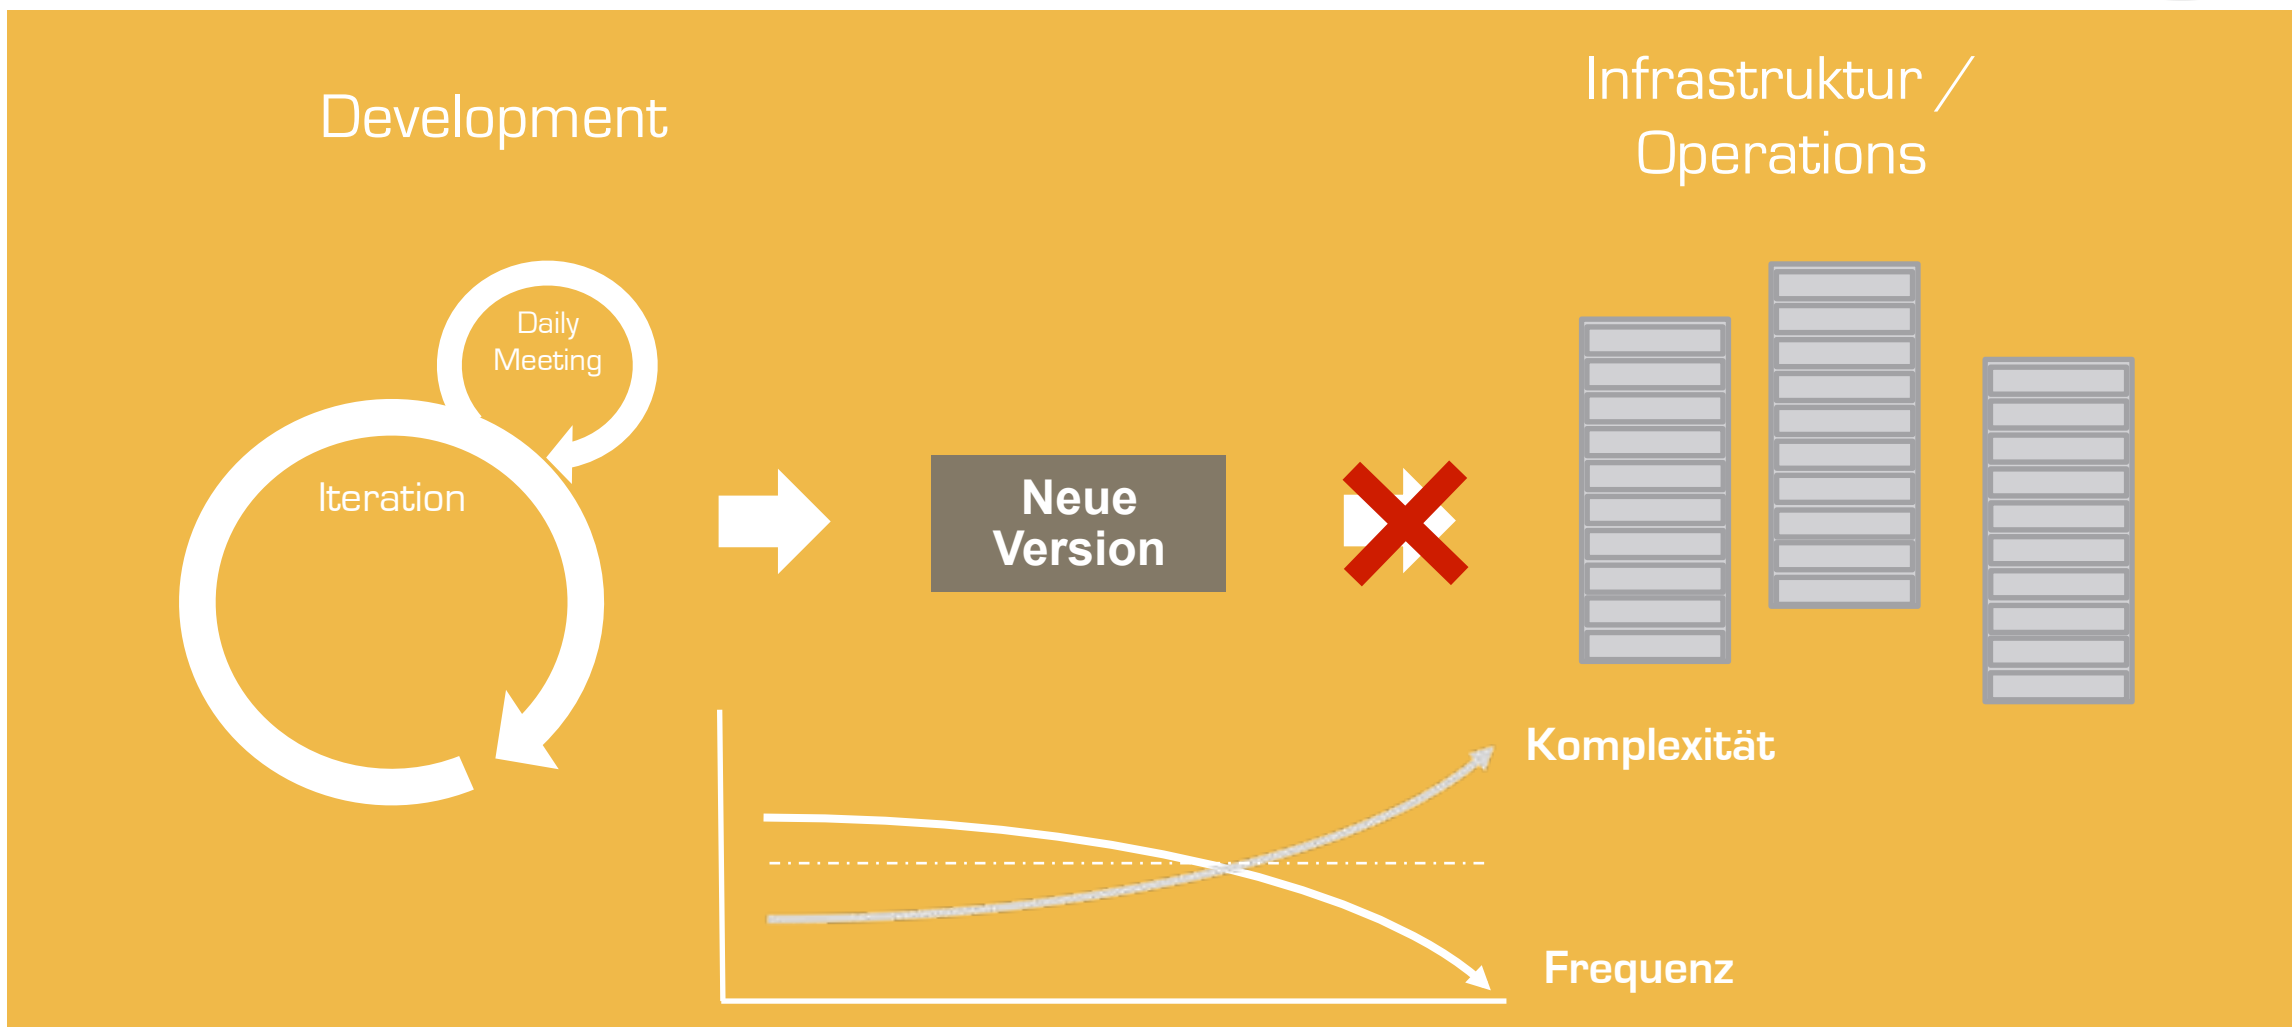 Development
Infrastruktur /
Operations
Daily
Meeting
Iteration
Neue
Version
Komplexität
Frequenz